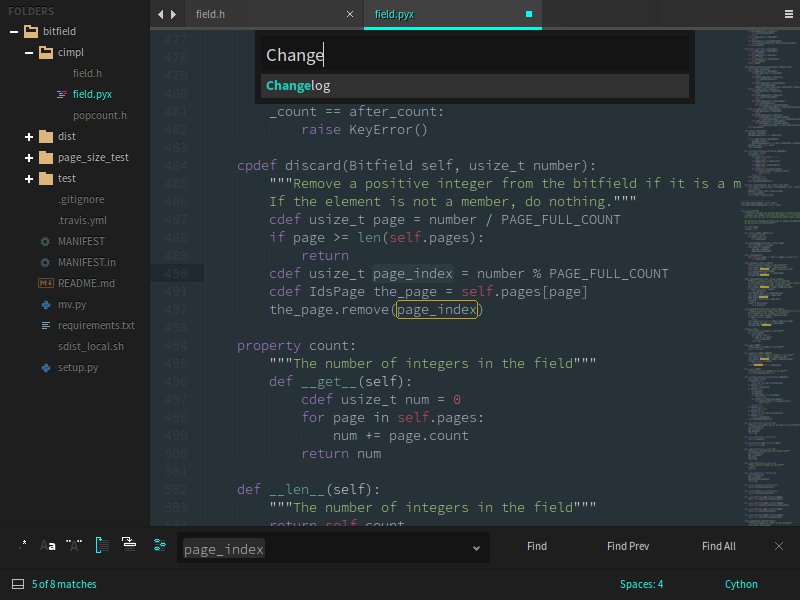 FOLDERS
bitfield
cimpl
field.h
field.pyx
popcount.h
dist
page_size_test
test
.gitignore
.travis.yml
MANIFEST
MANIFEST.in
README.md
mv.py
requirements.txt
sdist_local.sh
setup.py
field.h
field.pyx
Change
Changelog
477
478
479
481 _count == after_count:
482 raise KeyError()
483
484 cpdef discard(Bitfield self, usize_t number):
485 """Remove a positive integer from the bitfield if it is a m
486 If the element is not a member, do nothing."""
487 cdef usize_t page = number / PAGE_FULL_COUNT
488 if page >= len(self.pages):
489 return
490 cdef usize_t page_index = number % PAGE_FULL_COUNT
491 cdef IdsPage the_page = self.pages[page]
492 the_page.remove(page_index)
493
494 property count:
495 """The number of integers in the field"""
496 def __get__(self):
497 cdef usize_t num = 0
498 for page in self.pages:
499 num += page.count
500 return num
501
502 def __len__(self):
503 """The number of integers in the field"""
504 return self.count
.* Aa "A"
page_index
Find
Find Prev
Find All
5 of 8 matches
Spaces: 4
Cython